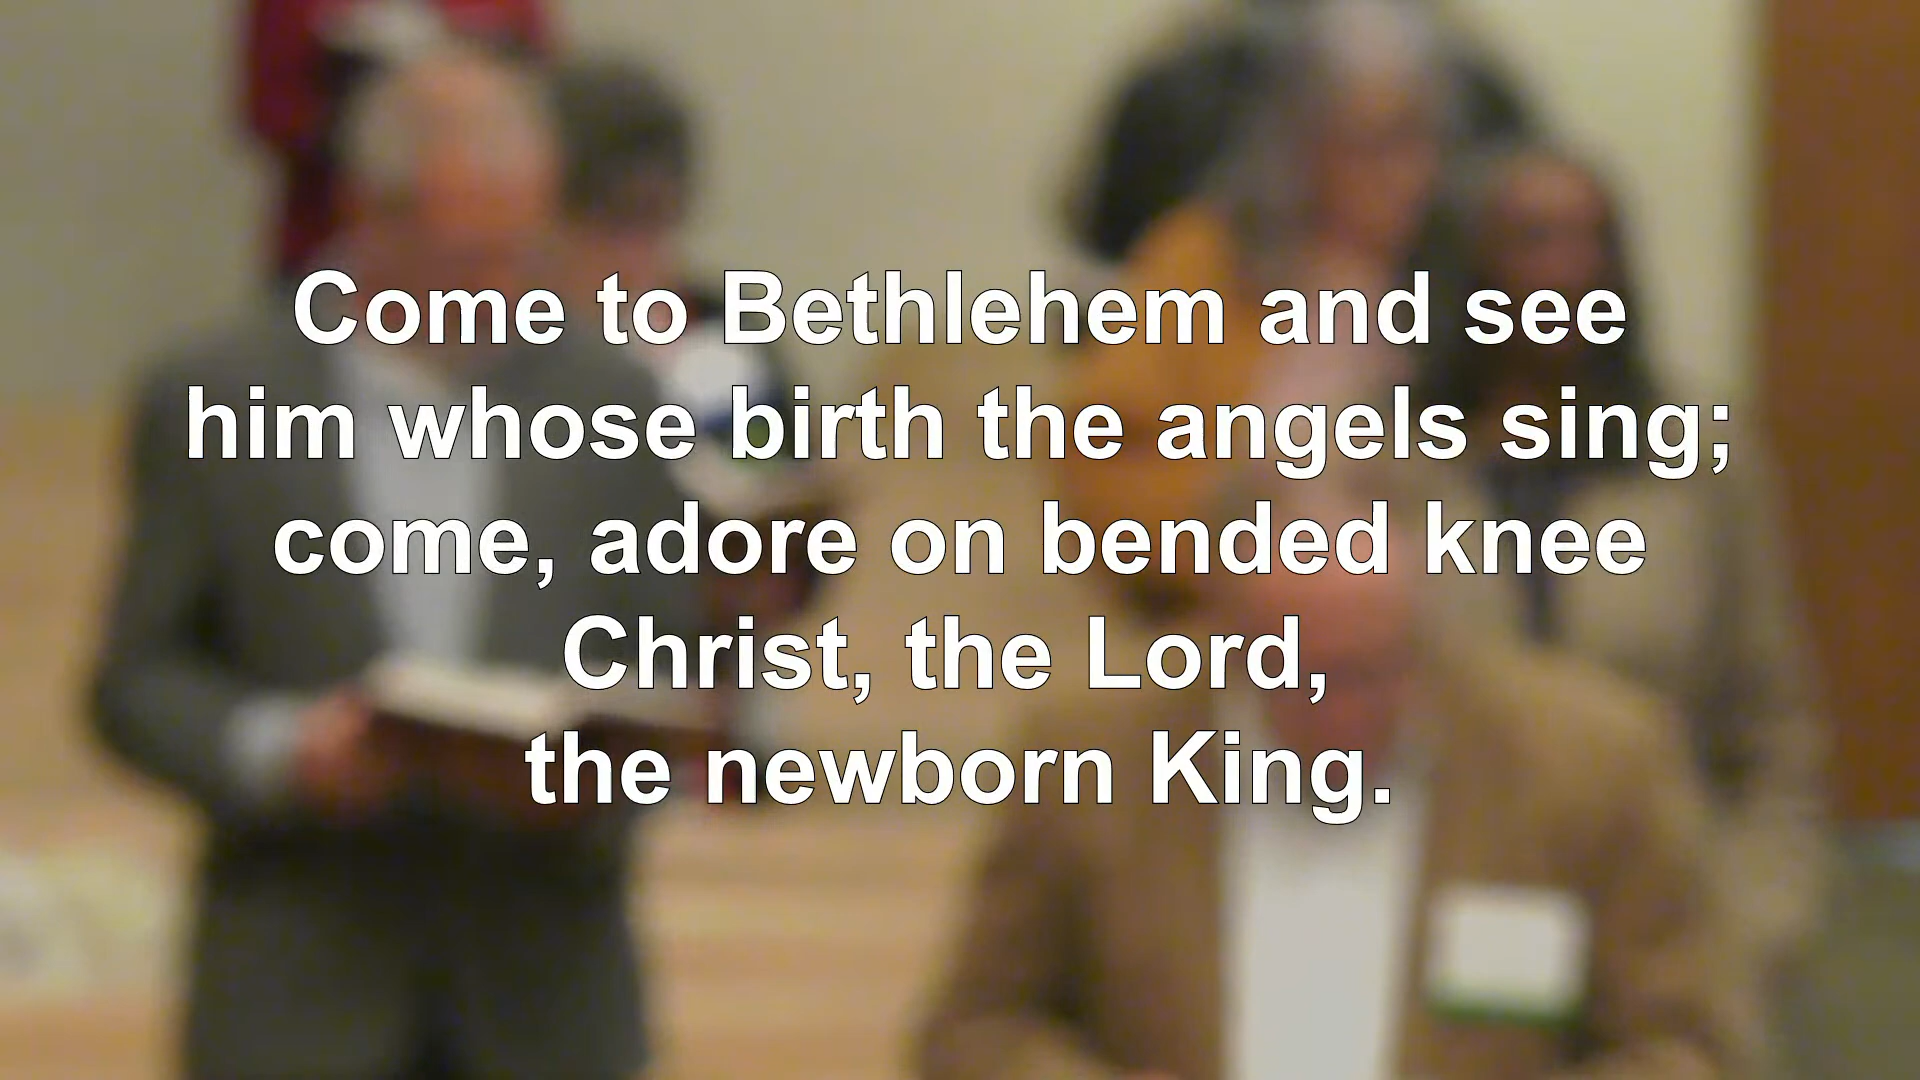 Come to Bethlehem and see
him whose birth the angels sing;
come, adore on bended knee
Christ, the Lord,
the newborn King.